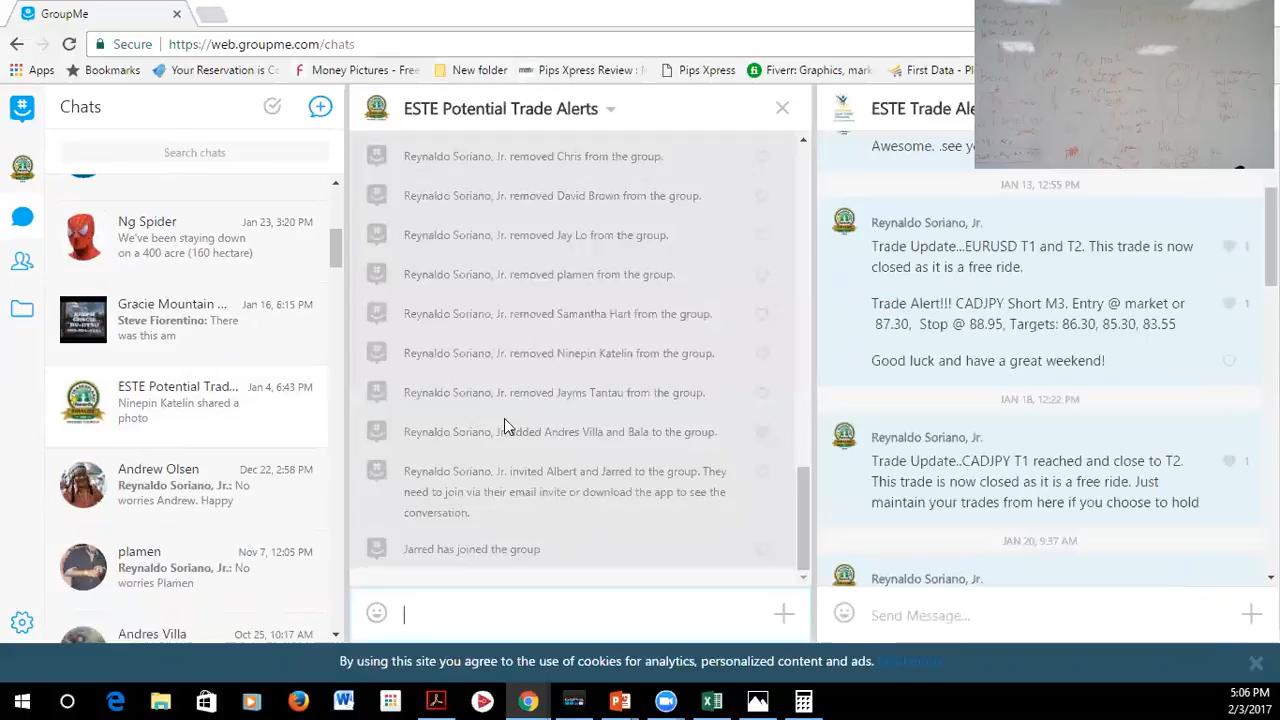 GroupMe
Secure
https://web.groupme.com/chats
Apps
Bookmarks
Your Reservation is Co
Money Pictures - Free
New folder
Pips Xpress Review :
Pips Xpress
Fiverr: Graphics, mark
First Data - Pl
Chats
Search chats
Ng Spider
Jan 23, 3:20 PM
We've been staying down
on a 400 acre (160 hectare)
Gracie Mountain ...
Jan 16, 6:15 PM
Steve Fiorentino: There
was this am
ESTE Potential Trad...
Jan 4, 6:43 PM
Ninepin Katelin shared a
photo
Andrew Olsen
Dec 22, 2:58 PM
Reynaldo Soriano, Jr.: No
worries Andrew. Happy
plamen
Nov 7, 12:05 PM
Reynaldo Soriano, Jr.: No
worries Plamen
Andres Villa
Oct 25, 10:17 AM
ESTE Potential Trade Alerts
Reynaldo Soriano, Jr. removed Chris from the group.
Reynaldo Soriano, Jr. removed David Brown from the group.
Reynaldo Soriano, Jr. removed Jay Lo from the group.
Reynaldo Soriano, Jr. removed plamen from the group.
Reynaldo Soriano, Jr. removed Samantha Hart from the group.
Reynaldo Soriano, Jr. removed Ninepin Katelin from the group.
Reynaldo Soriano, Jr. removed Jayms Tantau from the group.
Reynaldo Soriano, Jr. added Andres Villa and Bala to the group.
Reynaldo Soriano, Jr. invited Albert and Jarred to the group. They
need to join via their email invite or download the app to see the
conversation.
Jarred has joined the group
ESTE Trade Ale
Awesome. .see y
JAN 13, 12:55 PM
Reynaldo Soriano, Jr.
Trade Update...EURUSD T1 and T2. This trade is now
closed as it is a free ride.
1
Trade Alert!!! CADJPY Short M3. Entry @ market or
87.30, Stop @ 88.95, Targets: 86.30, 85.30, 83.55
1
Good luck and have a great weekend!
JAN 18, 12:22 PM
Reynaldo Soriano, Jr.
Trade Update..CADJPY T1 reached and close to T2.
This trade is now closed as it is a free ride. Just
maintain your trades from here if you choose to hold
1
JAN 20, 9:37 AM
Reynaldo Soriano, Jr.
Send Message...
By using this site you agree to the use of cookies for analytics, personalized content and ads.
5:06 PM
2/3/2017